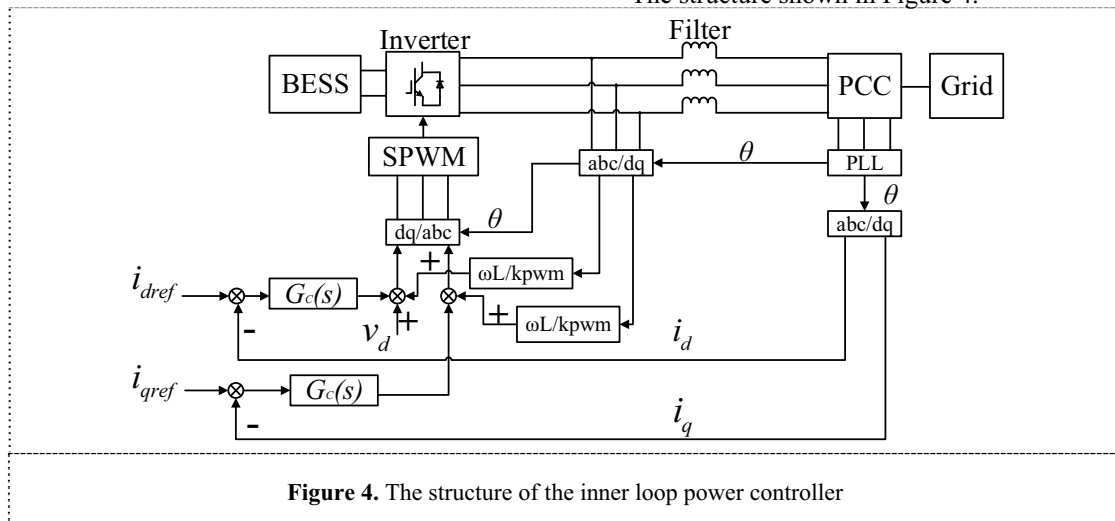 The structure shown in Figure 4.
Inverter
Filter
BESS
PCC
Grid
SPWM
abc/dq
θ
PLL
θ
θ
dq/abc
abc/dq
+
ωL/kpwm
i_dref
G_C(s)
+
ωL/kpwm
-
v_d
+
i_d
i_qref
G_C(s)
-
i_q
Figure 4. The structure of the inner loop power controller